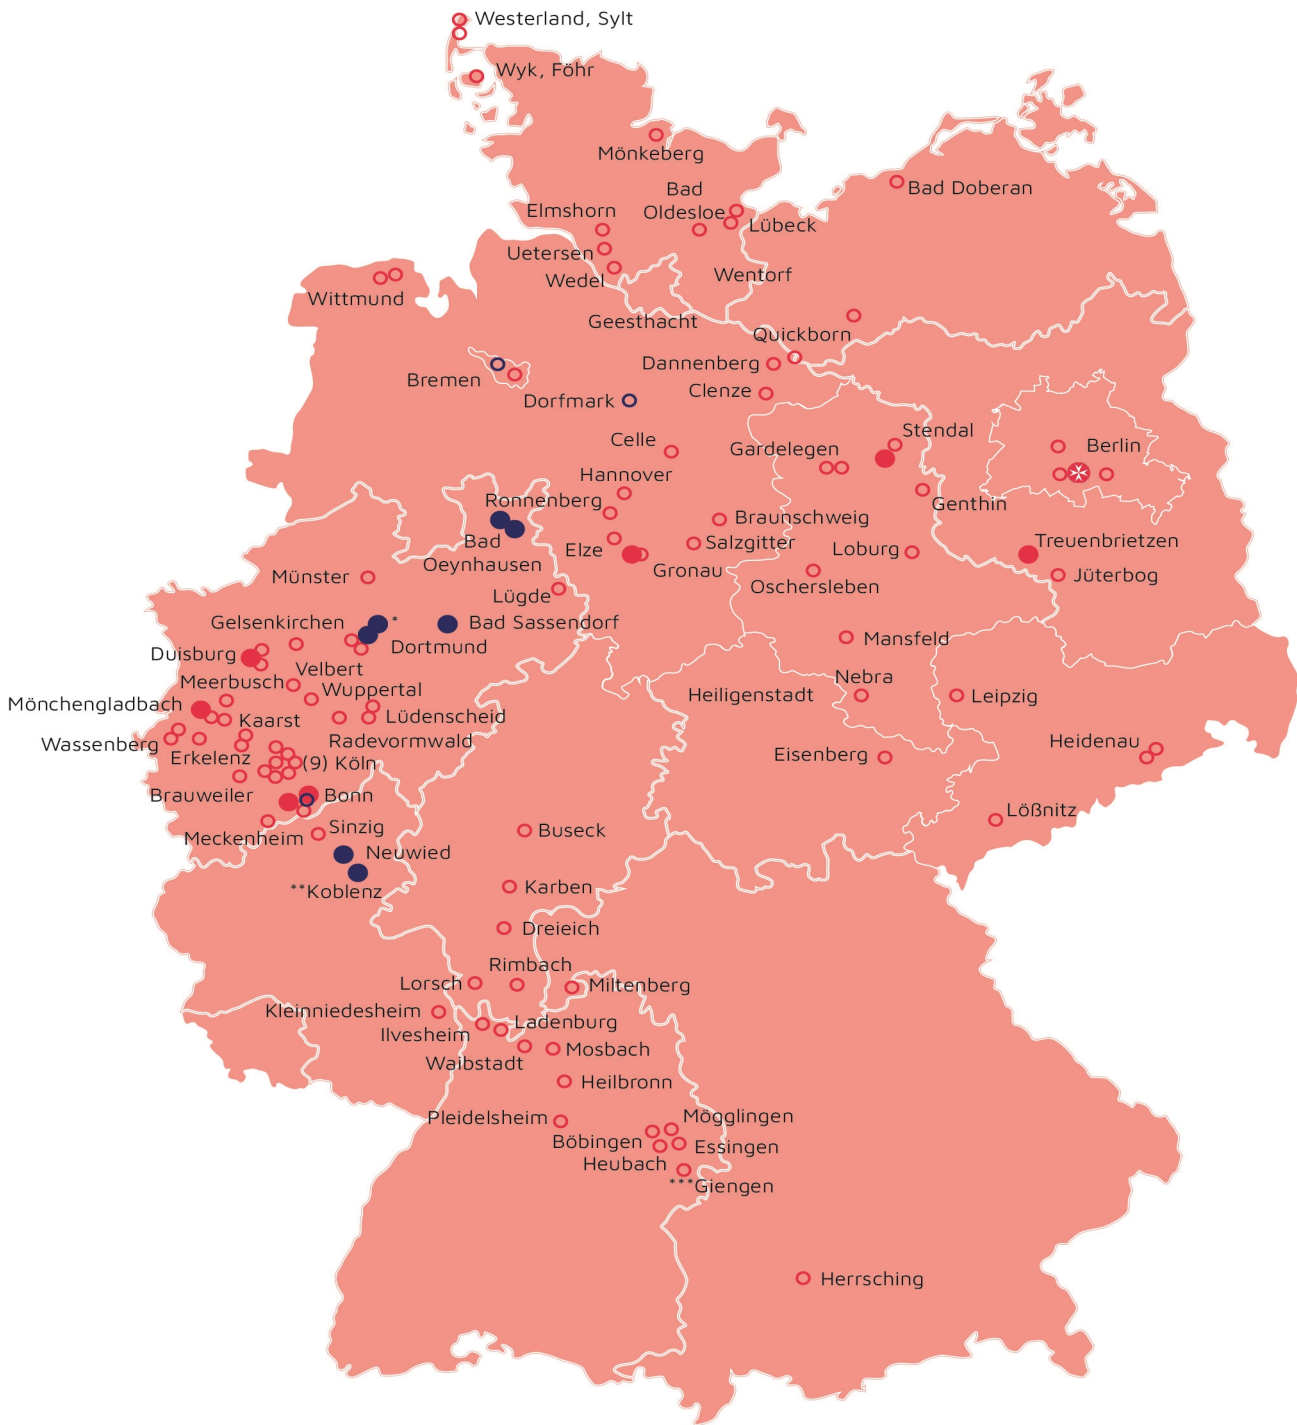 Westerland, Sylt
Wyk, Föhr
Mönkeberg
Bad
Oldesloe
Bad Doberan
Elmshorn
Lübeck
Uetersen
Wedel
Wentorf
Wittmund
Geesthacht
Quickborn
Dannenberg
Bremen
Clenze
Dorfmark
Stendal
Celle
Gardelegen
Berlin
Hannover
Ronnenberg
Genthin
Braunschweig
Bad
Oeynhausen
Elze
Salzgitter
Loburg
Treuenbrietzen
Gronau
Münster
Oschersleben
Jüterbog
Lügde
Gelsenkirchen
*
Bad Sassendorf
Mansfeld
Dortmund
Duisburg
Velbert
Nebra
Meerbusch
Wuppertal
Heiligenstadt
Leipzig
Mönchengladbach
Kaarst
Lüdenscheid
Wassenberg
Radevormwald
Heidenau
Erkelenz
(9) Köln
Eisenberg
Brauweiler
Bonn
Lößnitz
Sinzig
Meckenheim
Buseck
Neuwied
**Koblenz
Karben
Dreieich
Rimbach
Lorsch
Miltenberg
Kleinniedesheim
Ladenburg
Ilvesheim
Waibstadt
Mosbach
Heilbronn
Pleidelsheim
Mögglingen
Böbingen
Essingen
Heubach
***Giengen
Herrsching